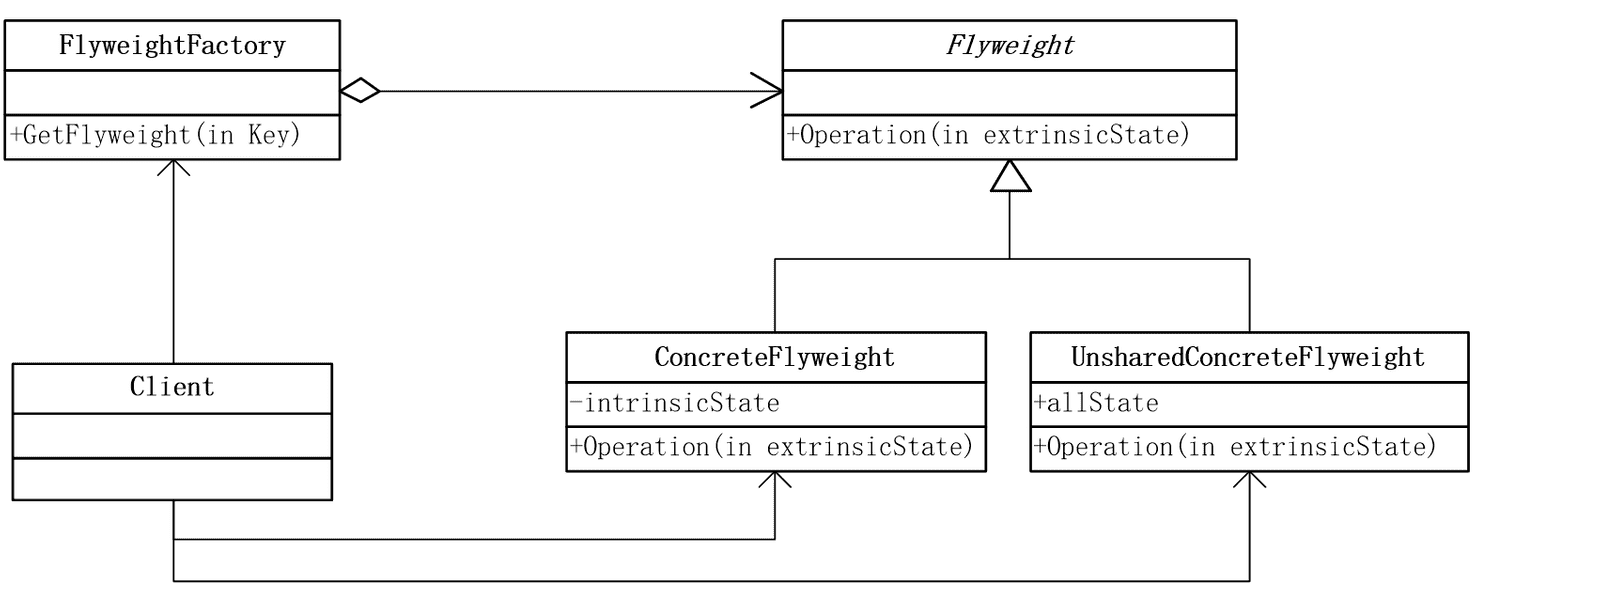 FlyweightFactory
+GetFlyweight(in Key)
Flyweight
+Operation(in extrinsicState)
Client
ConcreteFlyweight
-intrinsicState
+Operation(in extrinsicState)
UnsharedConcreteFlyweight
+allState
+Operation(in extrinsicState)